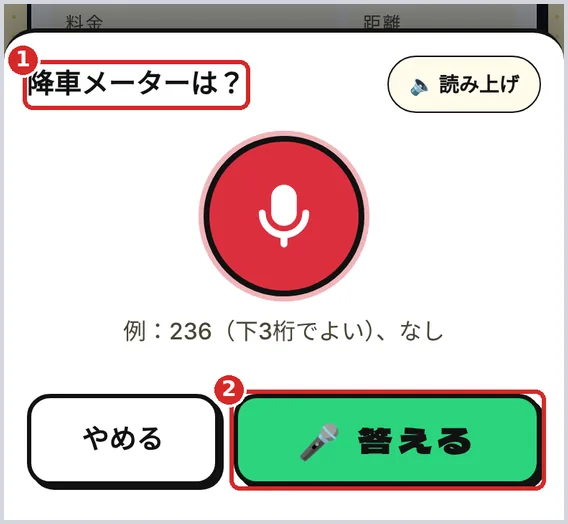 料金 距離
1
降車メーターは？
読み上げ
例：236（下3桁でよい）、なし
2
やめる 答える